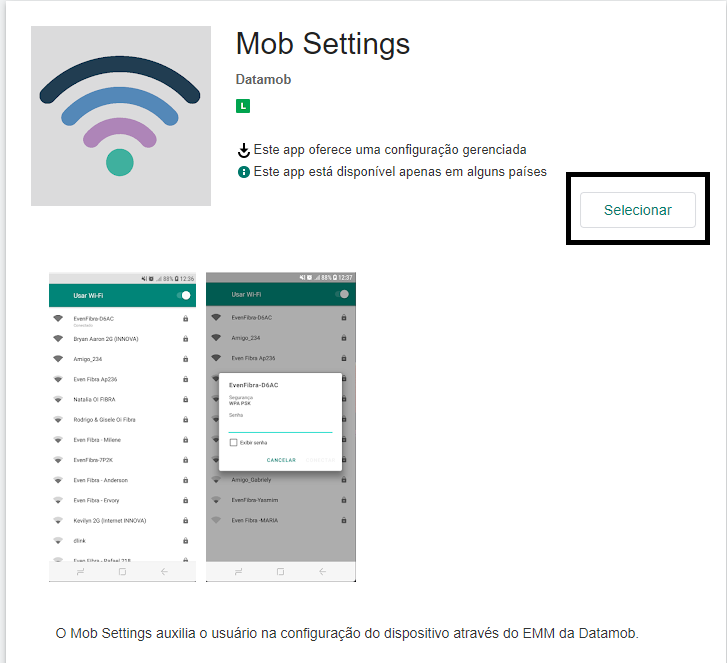 Mob Settings
Datamob
L
Este app oferece uma configuração gerenciada
Este app está disponível apenas em alguns países
Selecionar
88% 12:36
Usar Wi-Fi
EvenFibra-D6AC
Conectado
Bryan Aaron 2G (INNOVA)
Amigo_234
Even Fibra Ap236
Natalia OI FIBRA
Rodrigo & Gisele Oi Fibra
Even Fibra - Milene
EvenFibra-7P2K
Even Fibra - Anderson
Even Fibra - Envory
Kevilyn 2G (Internet INNOVA)
dlink
Even Fibra - Rafael 218
88% 12:37
Usar Wi-Fi
EvenFibra-D6AC
Amigo_234
Even Fibra Ap236
EvenFibra-D6AC
Segurança
WPA PSK
Senha
Exibir senha
CANCELAR
Amigo_Gabriely
EvenFibra-Yasmim
Even Fibra -MARIA
O Mob Settings auxilia o usuário na configuração do dispositivo através do EMM da Datamob.